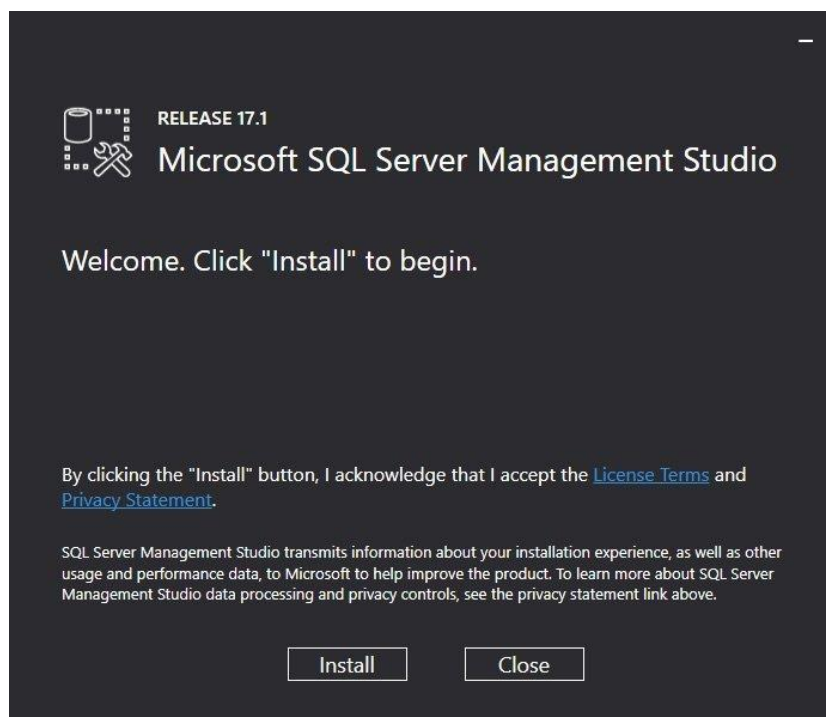 RELEASE 17.1
Microsoft SQL Server Management Studio
Welcome. Click "Install" to begin.
By clicking the "Install" button, I acknowledge that I accept the License Terms and
Privacy Statement.
SQL Server Management Studio transmits information about your installation experience, as well as other
usage and performance data, to Microsoft to help improve the product. To learn more about SQL Server
Management Studio data processing and privacy controls, see the privacy statement link above.
Install
Close